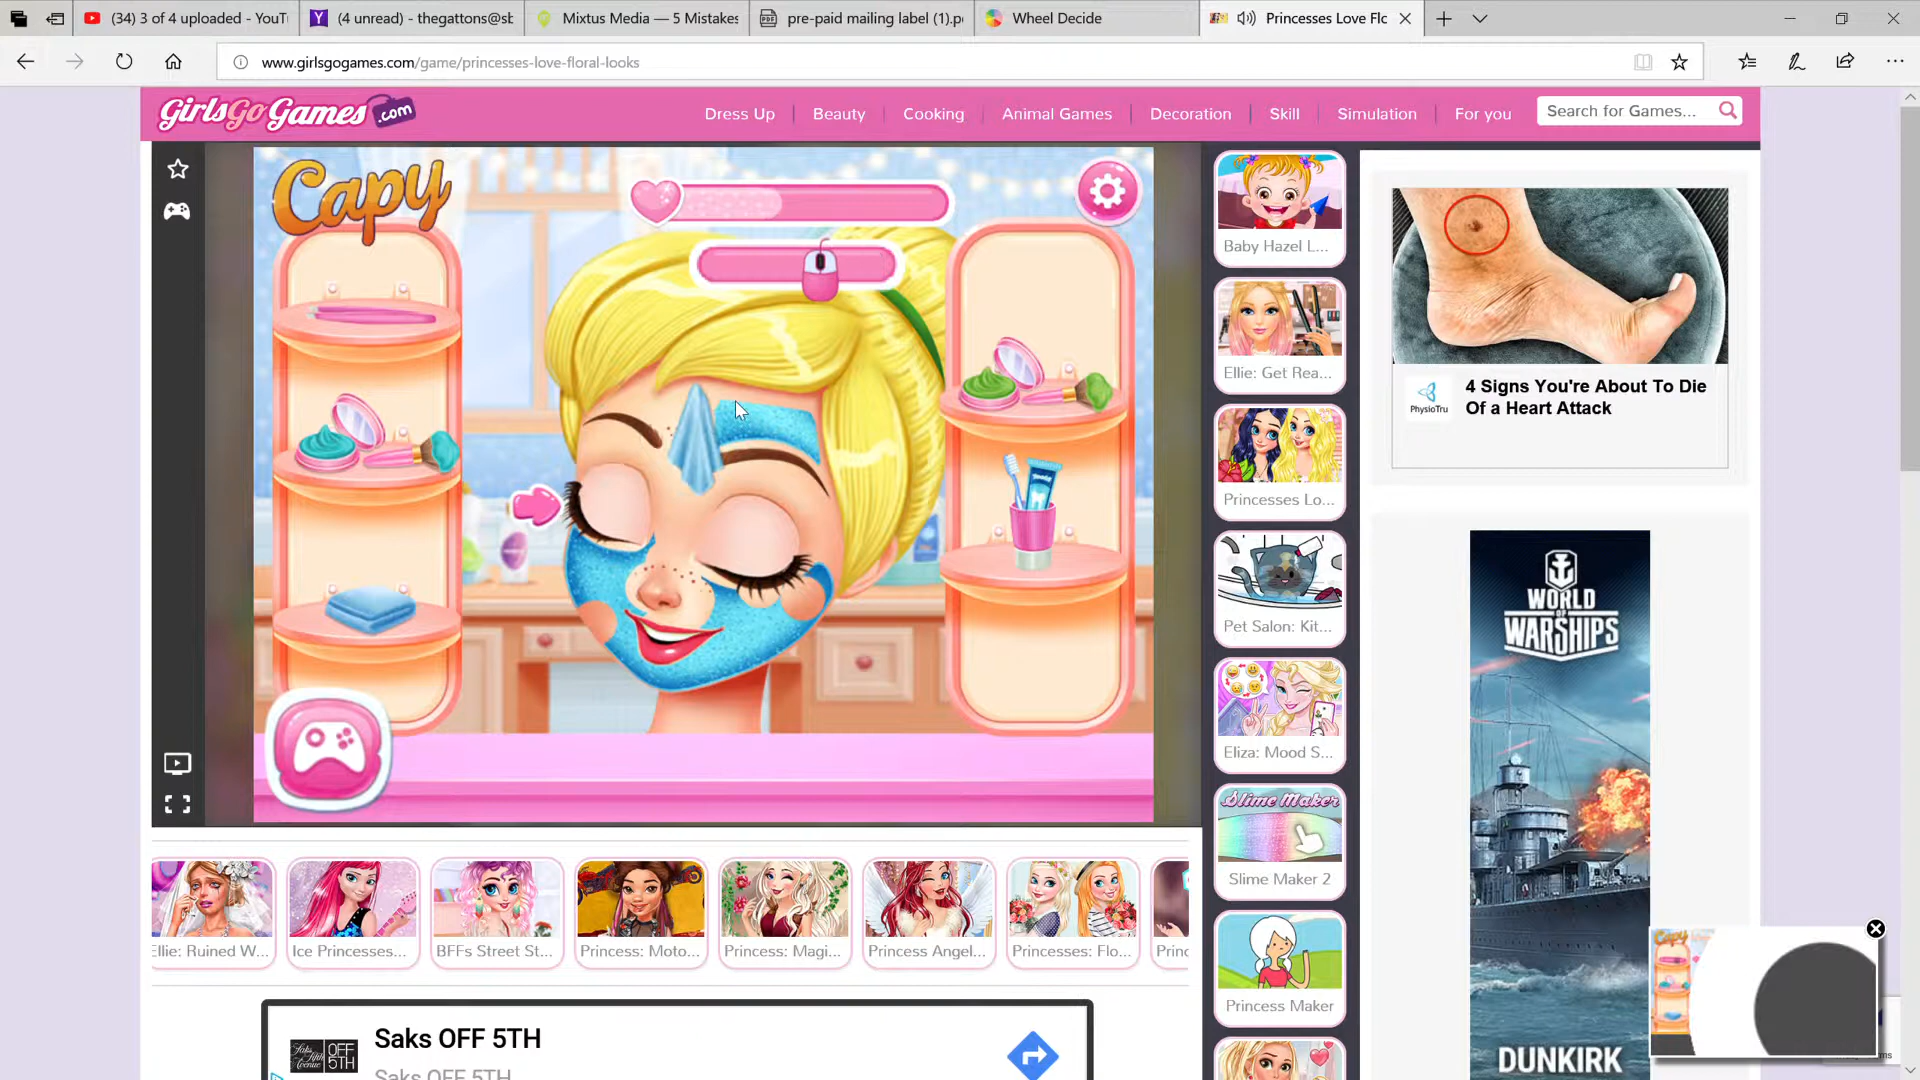 (34) 3 of 4 uploaded - YouT
(4 unread) - thegattons@sb
Mixtus Media — 5 Mistakes
pre-paid mailing label (1).p
Wheel Decide
Princesses Love Flo
www.girlsgogames.com/game/princesses-love-floral-looks
GirlsGoGames.com
Dress Up
Beauty
Cooking
Animal Games
Decoration
Skill
Simulation
For you
Search for Games...
Capy
Baby Hazel L...
Ellie: Get Rea...
Princesses Lo...
Pet Salon: Kit...
Eliza: Mood S...
Slime Maker
Slime Maker 2
Princess Maker
PhysioTru
4 Signs You're About To Die
Of a Heart Attack
WORLD
OF
WARSHIPS
DUNKIRK
Ellie: Ruined W...
Ice Princesses...
BFFs Street St...
Princess: Moto...
Princess: Magi...
Princess Angel...
Princesses: Flo...
Princ
Saks OFF 5TH
OFF
5TH
Saks OFF 5TH